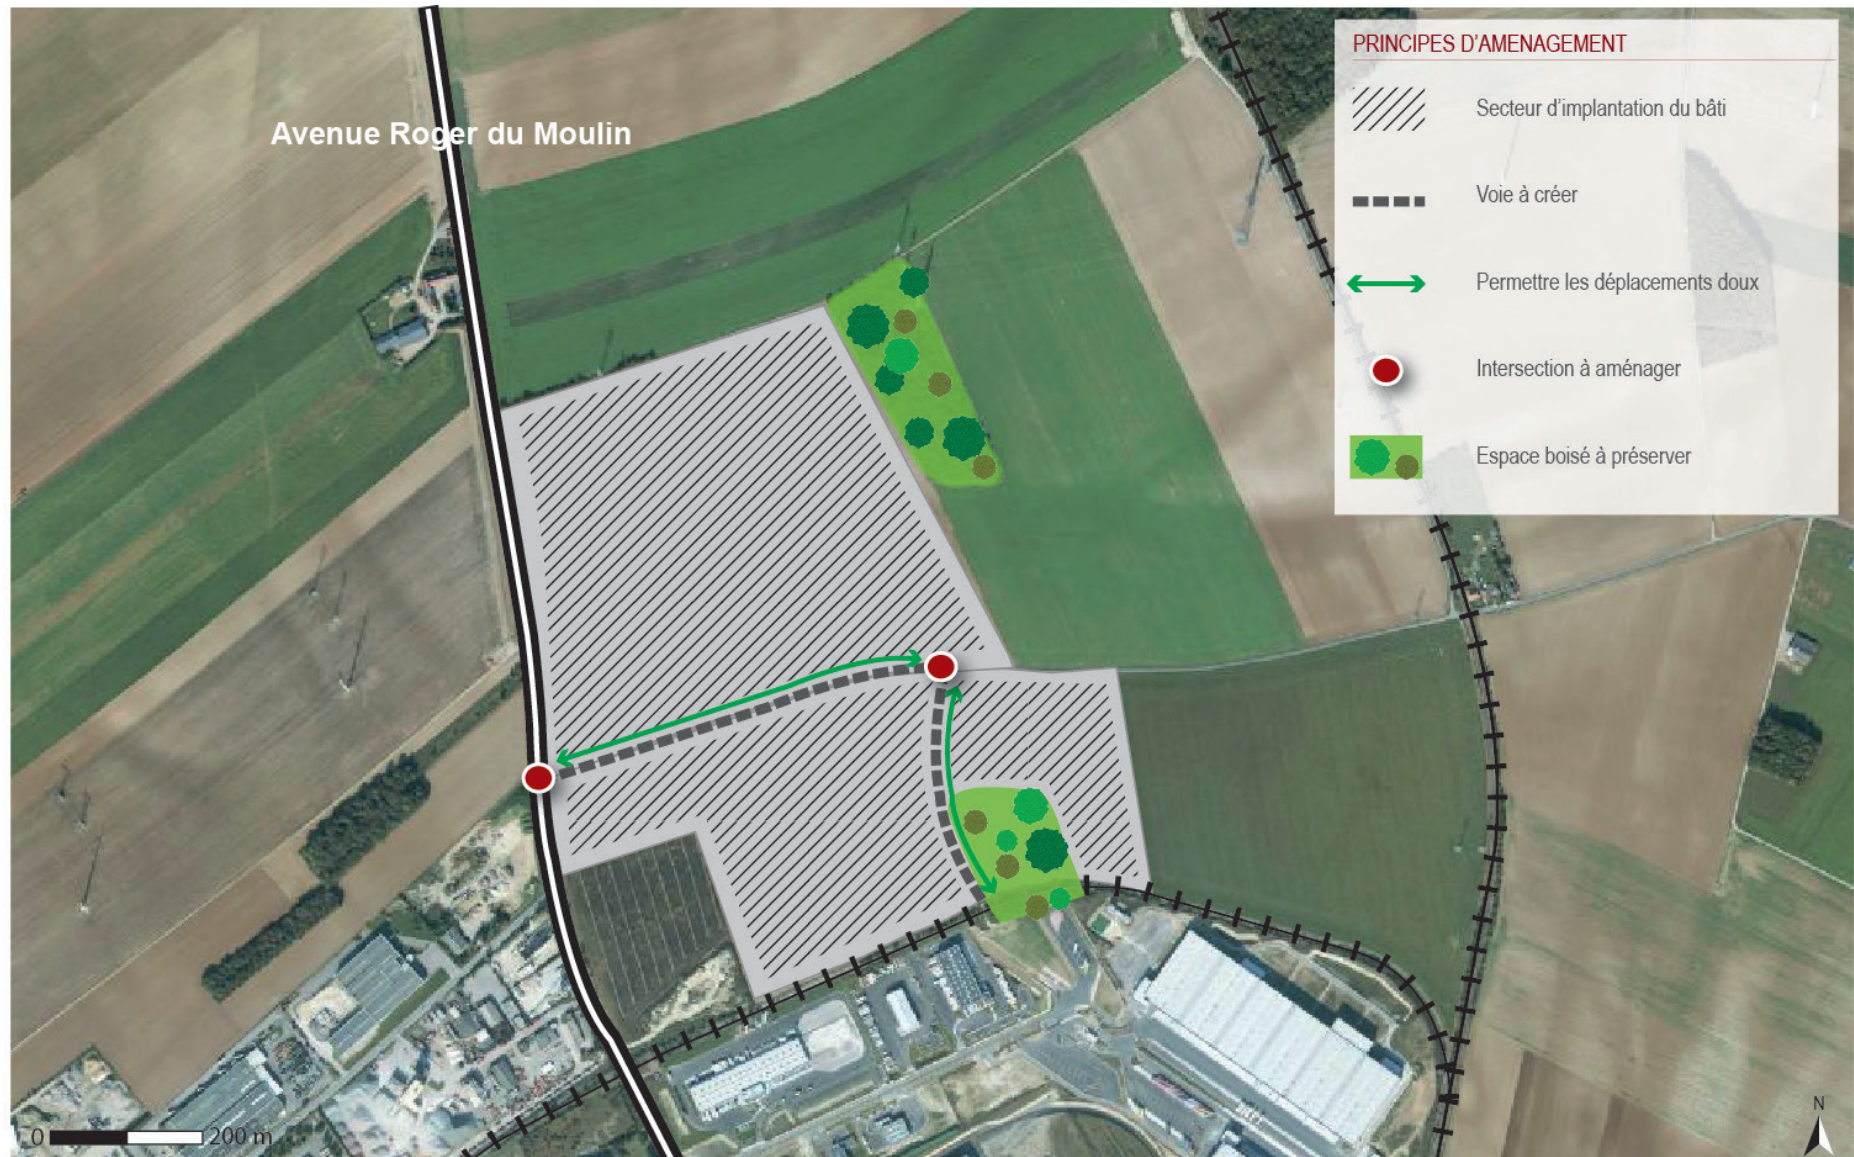 PRINCIPES D'AMENAGEMENT
Secteur d'implantation du bâti
Avenue Roger du Moulin
Voie à créer
Permettre les déplacements doux
Intersection à aménager
Espace boisé à préserver
N
0 200 m